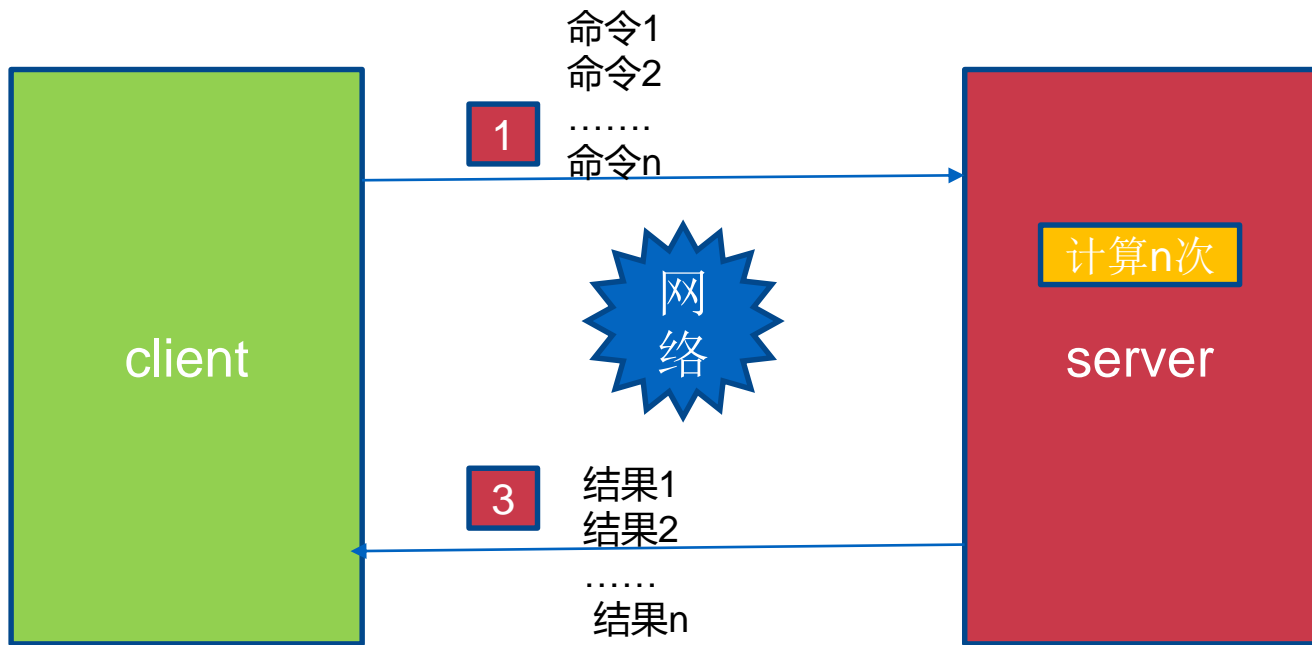 命令1
命令2
…….
命令n
1
client
网
络
计算n次
server
3
结果1
结果2
……
结果n